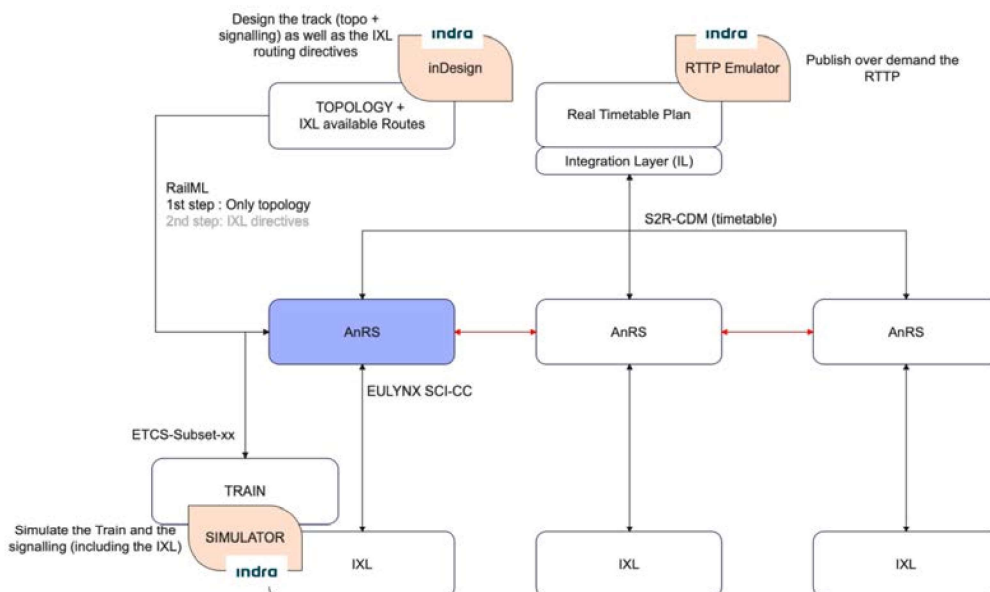 Design the track (topo +
signalling) as well as the IXL
routing directives
indra
inDesign
TOPOLOGY +
IXL available Routes
indra
RTTP Emulator
Publish over demand the
RTTP
Real Timetable Plan
Integration Layer (IL)
RailML
1st step : Only topology
2nd step: IXL directives
S2R-CDM (timetable)
AnRS
AnRS
AnRS
EULYNX SCI-CC
ETCS-Subset-xx
TRAIN
Simulate the Train and the
signalling (including the IXL)
SIMULATOR
indra
IXL
IXL
IXL